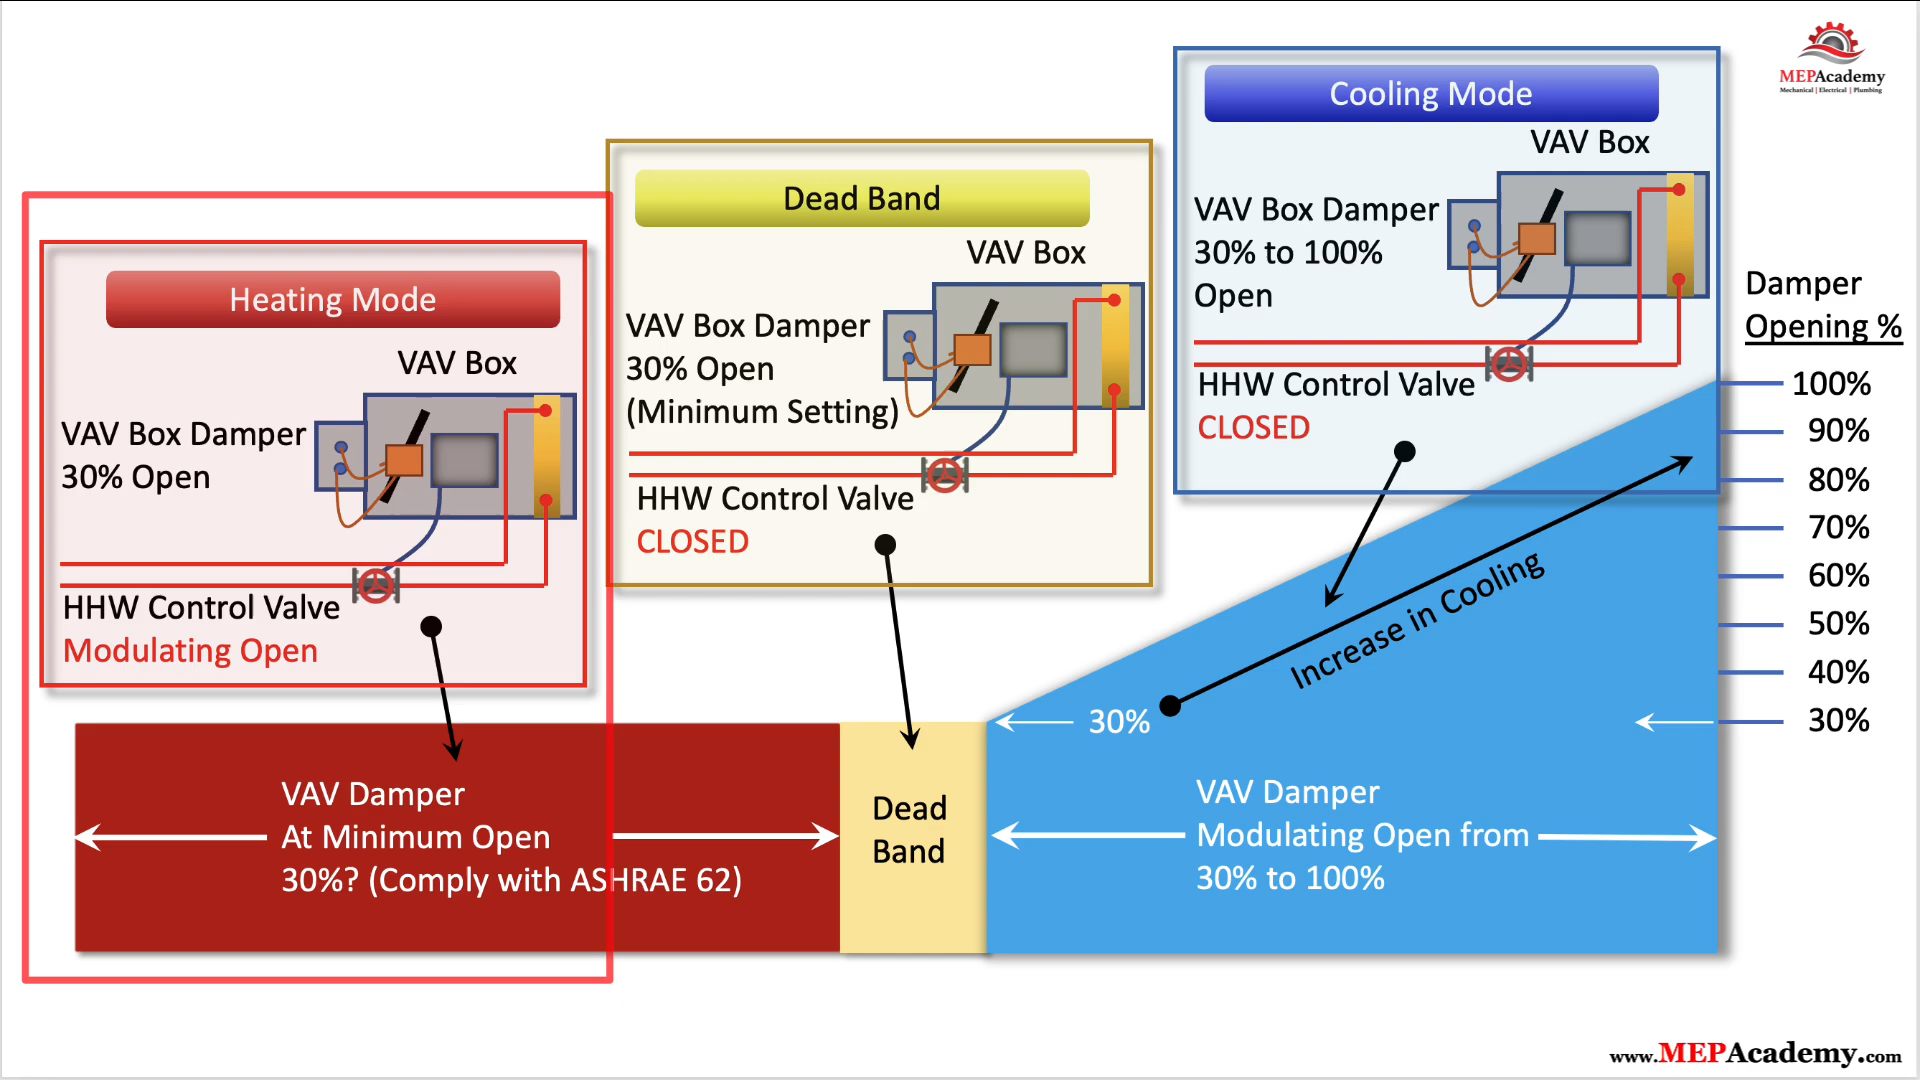 MEPAcademy
Mechanical | Electrical | Plumbing
Cooling Mode
VAV Box
VAV Box Damper
30% to 100%
Open
HHW Control Valve
CLOSED
Dead Band
VAV Box
VAV Box Damper
30% Open
(Minimum Setting)
HHW Control Valve
CLOSED
Heating Mode
VAV Box
VAV Box Damper
30% Open
HHW Control Valve
Modulating Open
Damper
Opening %
100%
90%
80%
70%
60%
50%
40%
30%
Increase in Cooling
30%
VAV Damper
At Minimum Open
30%? (Comply with ASHRAE 62)
Dead
Band
VAV Damper
Modulating Open from
30% to 100%
www.MEPAcademy.com